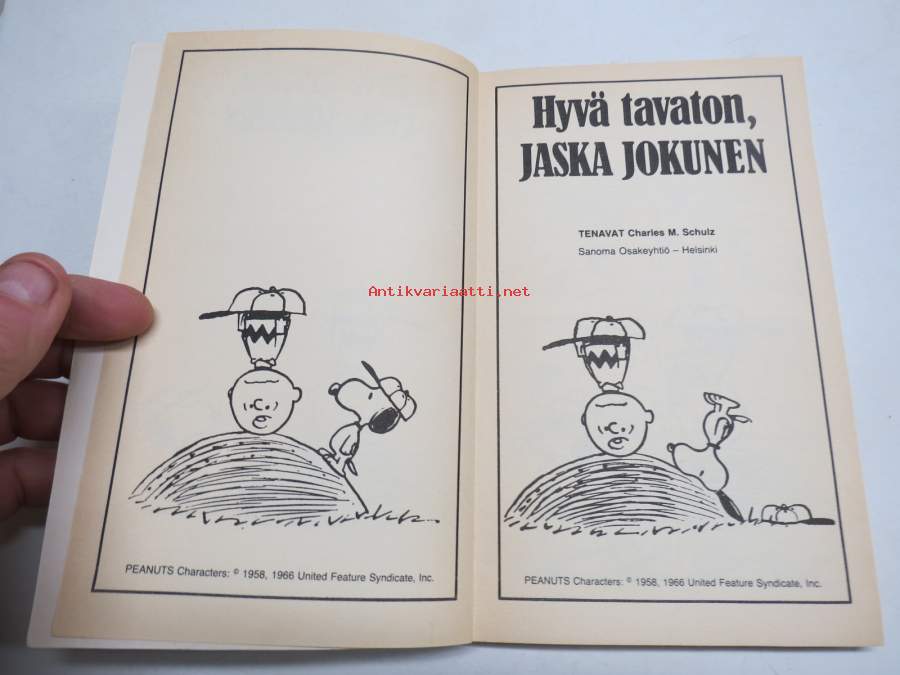 PEANUTS Characters: © 1958, 1966 United Feature Syndicate, Inc.
Hyvä tavaton,
JASKA JOKUNEN
TENAVAT Charles M. Schulz
Sanoma Osakeyhtiö – Helsinki
PEANUTS Characters: © 1958, 1966 United Feature Syndicate, Inc.
Antikvariaatti.net